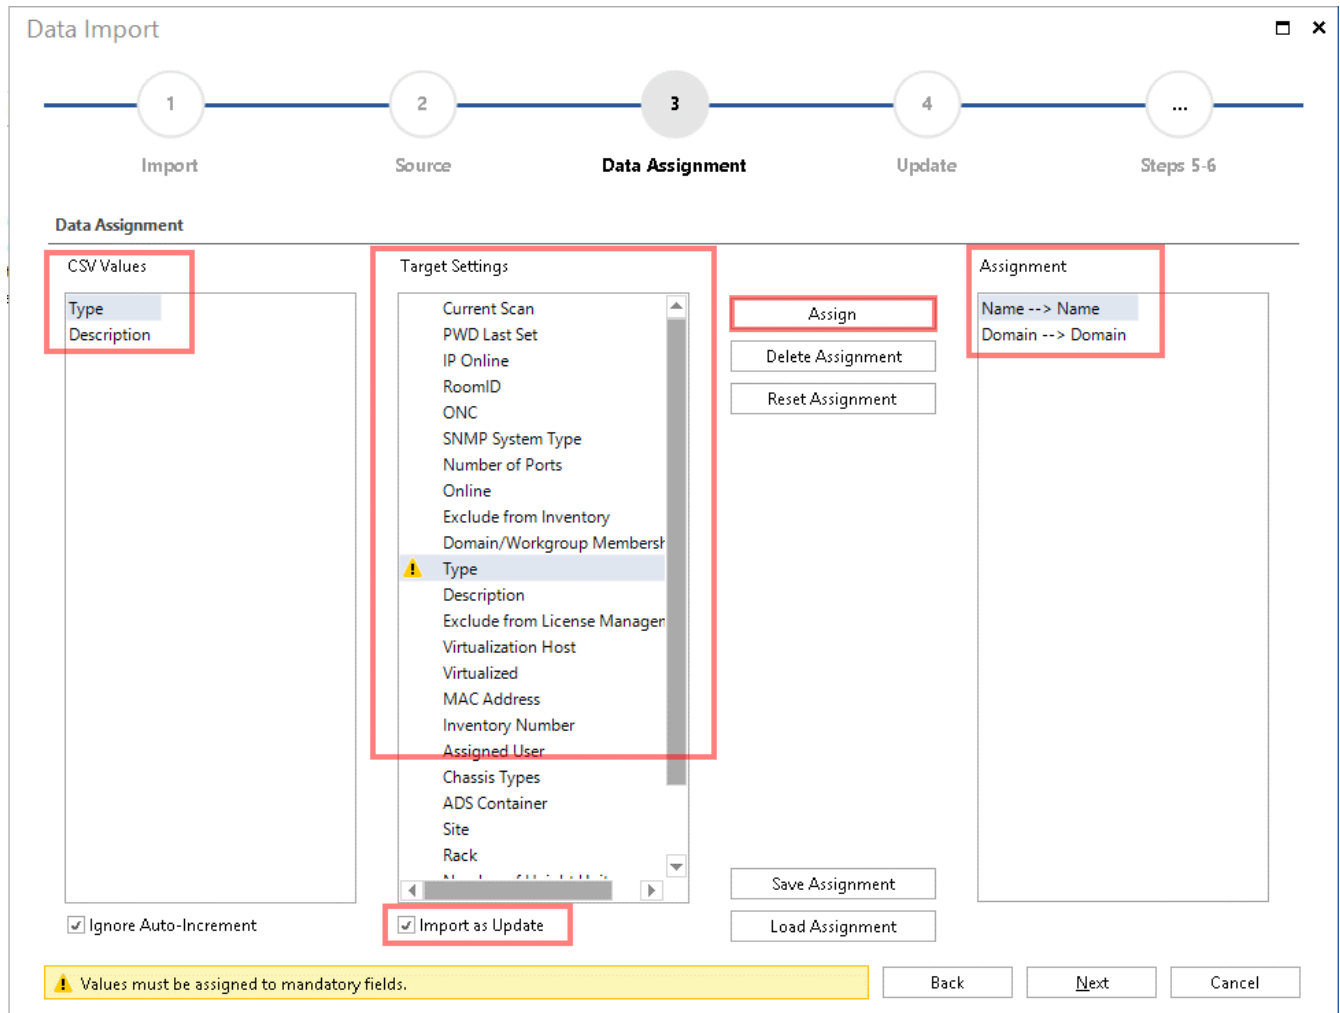 Data Import
1
2
3
4
...
Import
Source
Data Assignment
Update
Steps 5-6
Data Assignment
CSV Values
Type
Description
Target Settings
Current Scan
PWD Last Set
IP Online
RoomID
ONC
SNMP System Type
Number of Ports
Online
Exclude from Inventory
Domain/Workgroup Membersh
Type
Description
Exclude from License Manager
Virtualization Host
Virtualized
MAC Address
Inventory Number
Assigned User
Chassis Types
ADS Container
Site
Rack
Assign
Delete Assignment
Reset Assignment
Save Assignment
Load Assignment
Assignment
Name --> Name
Domain --> Domain
Ignore Auto-Increment
Import as Update
Values must be assigned to mandatory fields.
Back
Next
Cancel